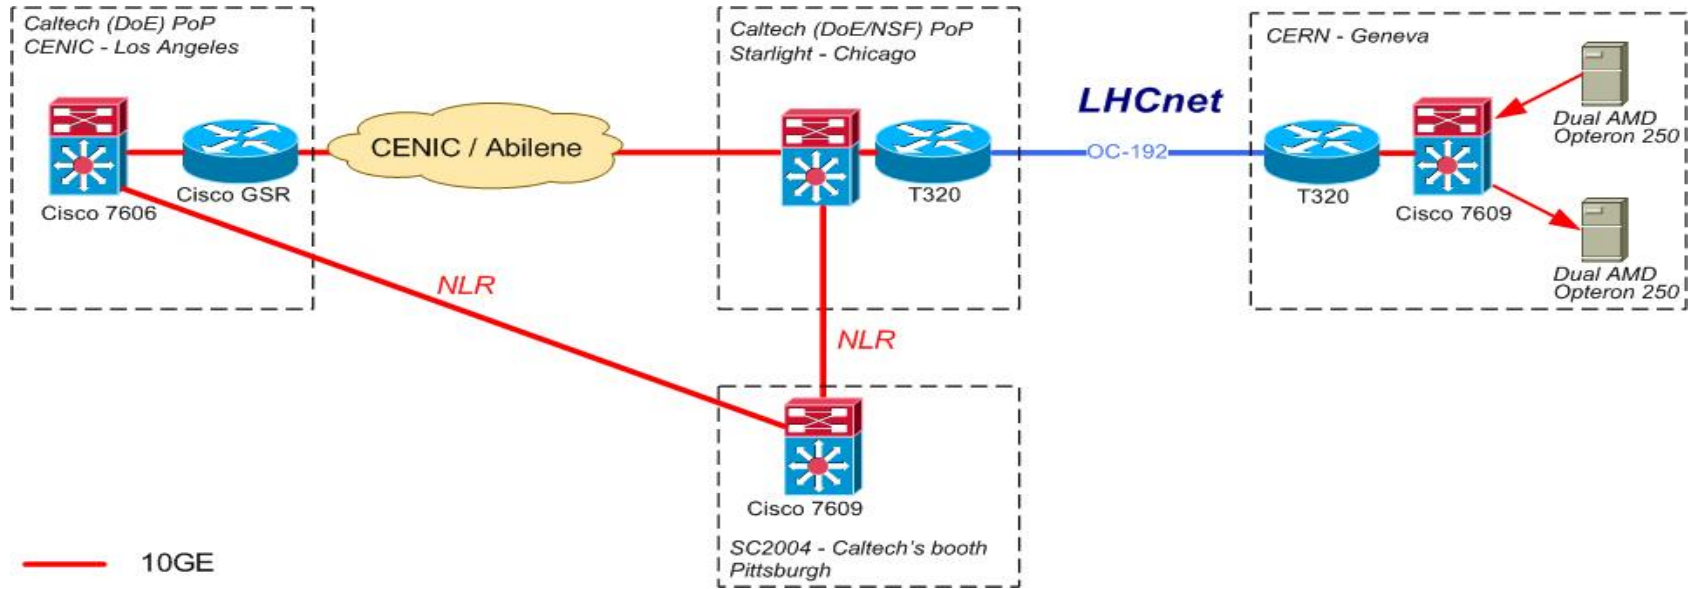 Caltech (DoE) PoP
CENIC - Los Angeles
Cisco 7606
Cisco GSR
CENIC / Abilene
NLR
Caltech (DoE/NSF) PoP
Starlight - Chicago
T320
NLR
LHCnet
OC-192
CERN - Geneva
T320
Cisco 7609
Dual AMD
Opteron 250
Dual AMD
Opteron 250
Cisco 7609
SC2004 - Caltech's booth
Pittsburgh
10GE